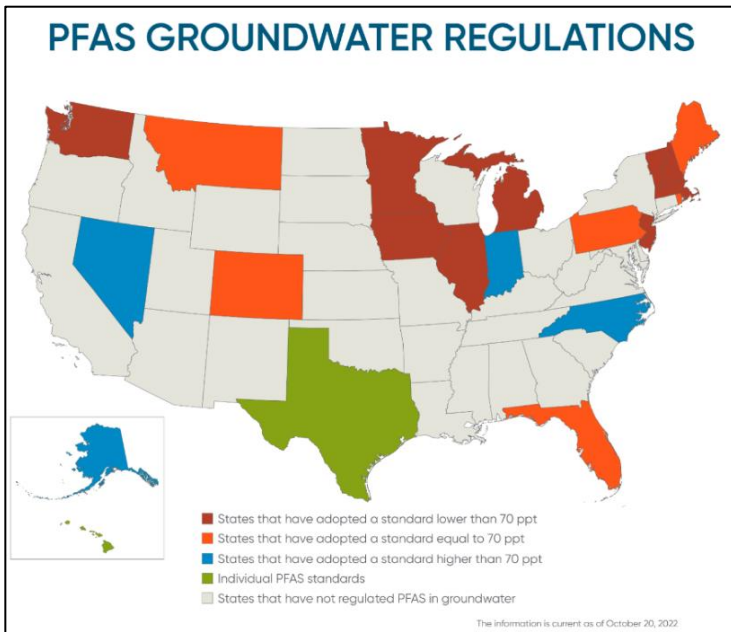 PFAS GROUNDWATER REGULATIONS
States that have adopted a standard lower than 70 ppt
States that have adopted a standard equal to 70 ppt
States that have adopted a standard higher than 70 ppt
Individual PFAS standards
States that have not regulated PFAS in groundwater
The information is current as of October 20, 2022